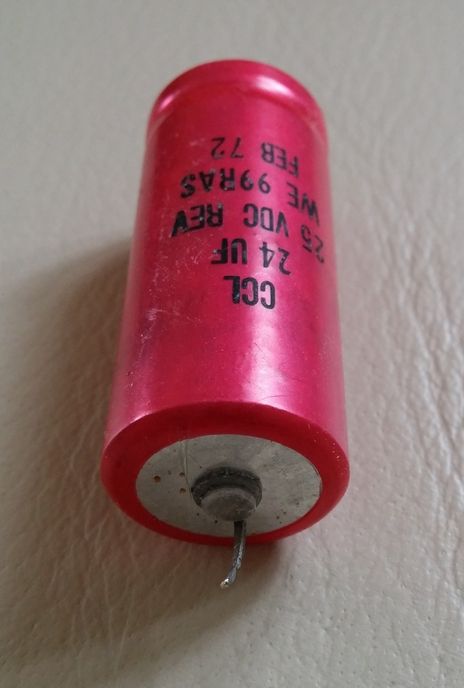 CCL
24 UF
25 VDC REV
WE 99RAS
FEB 72